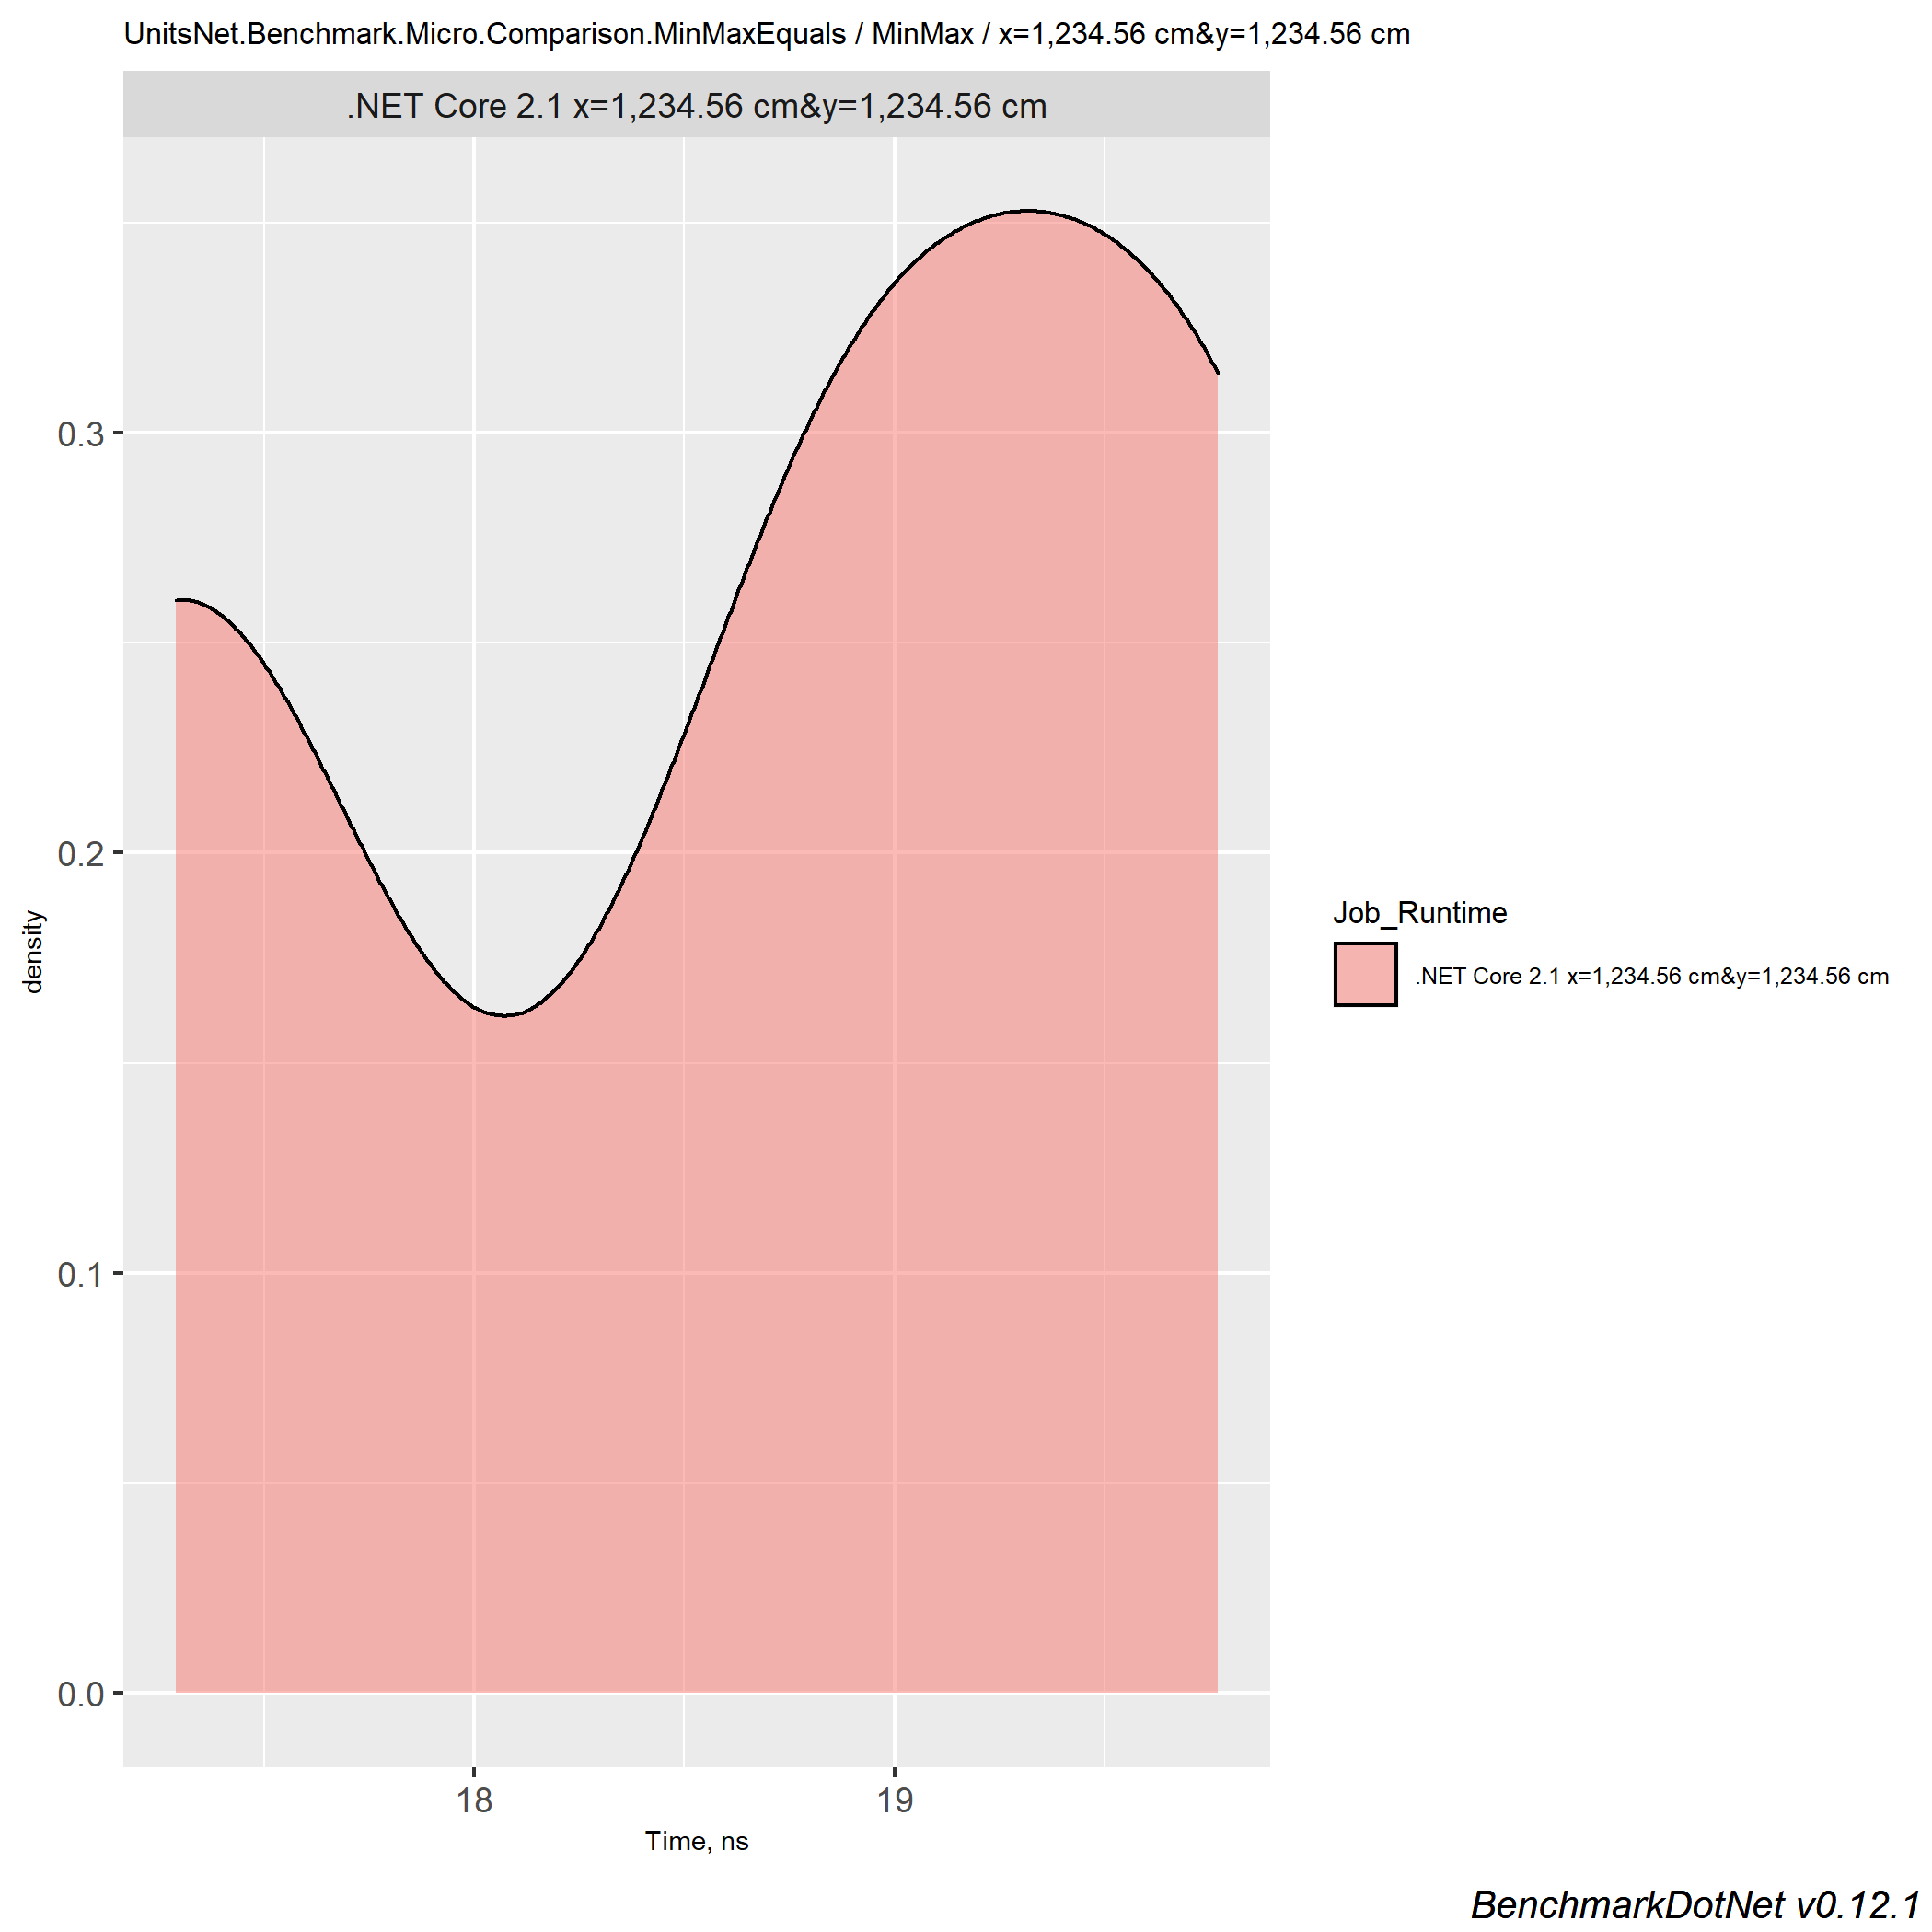 UnitsNet.Benchmark.Micro.Comparison.MinMaxEquals / MinMax / x=1,234.56 cm&y=1,234.56 cm
.NET Core 2.1 x=1,234.56 cm&y=1,234.56 cm
0.3
0.2
0.1
0.0
density
18
19
Time, ns
Job_Runtime
.NET Core 2.1 x=1,234.56 cm&y=1,234.56 cm
BenchmarkDotNet v0.12.1